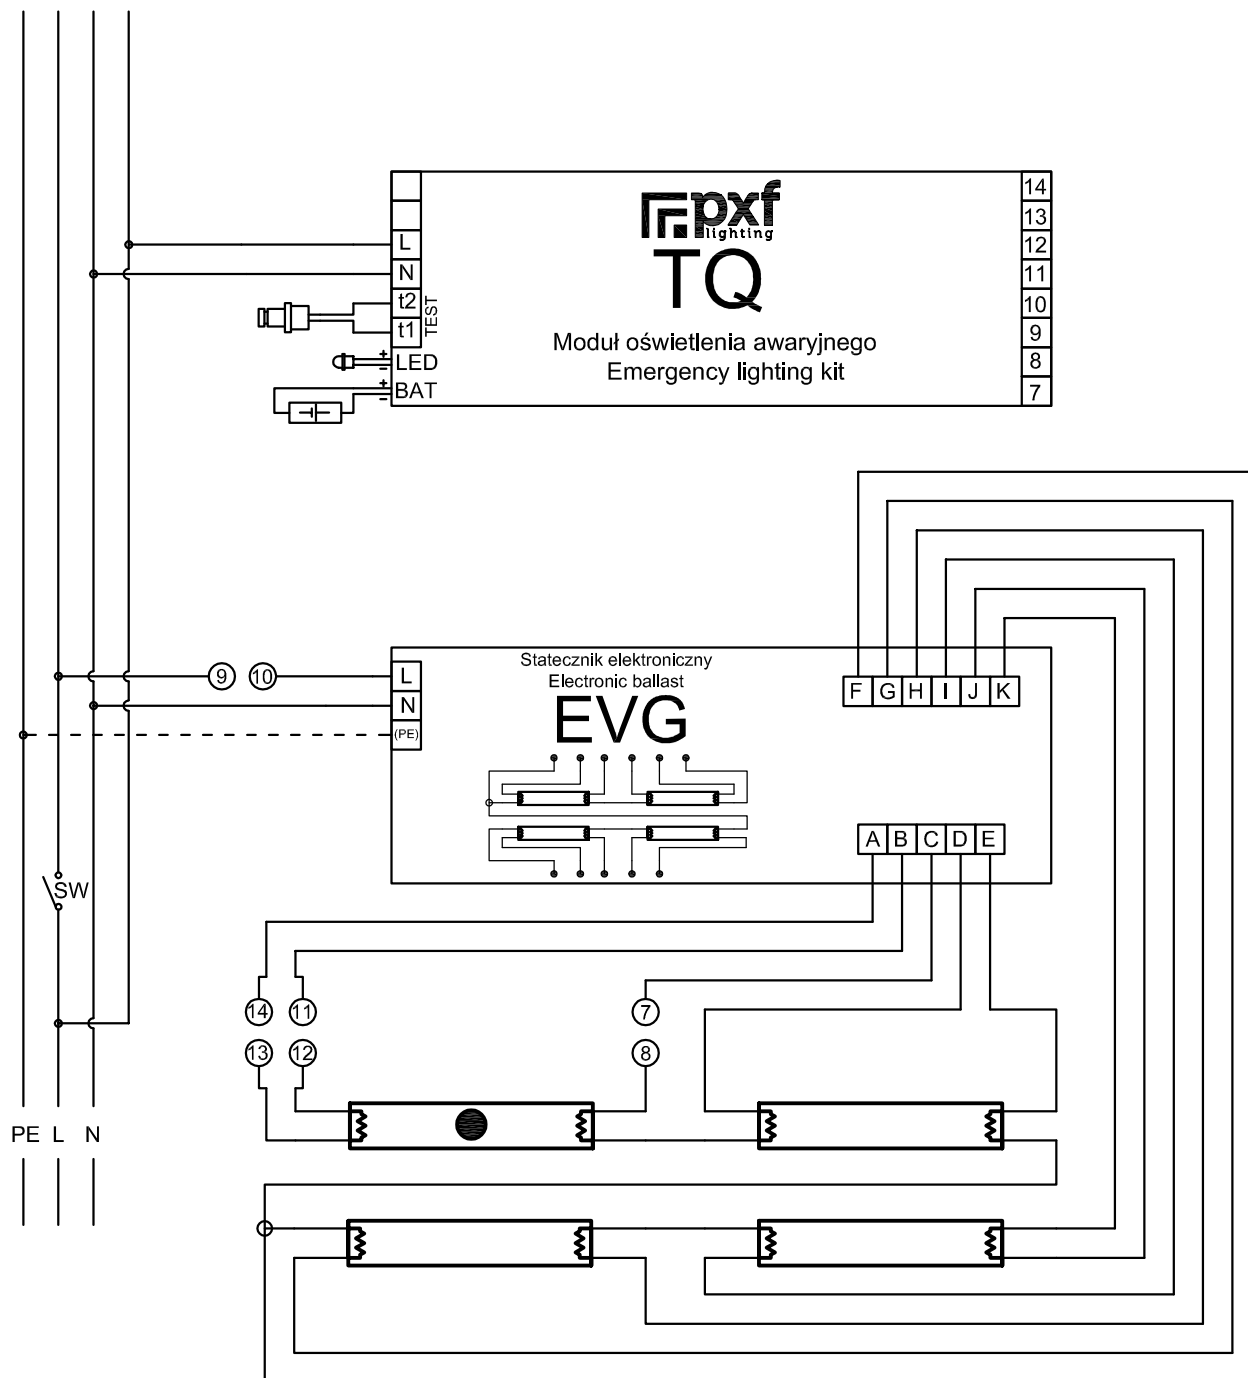 pxf
lighting
TQ
Moduł oświetlenia awaryjnego
Emergency lighting kit
L
N
t2
t1
TEST
+
- LED
+
- BAT
14
13
12
11
10
9
8
7
Statecznik elektroniczny
Electronic ballast
EVG
9 10 L
N
(PE)
F G H I J K
A B C D E
SW
14 11 7
13 12 8
PE L N